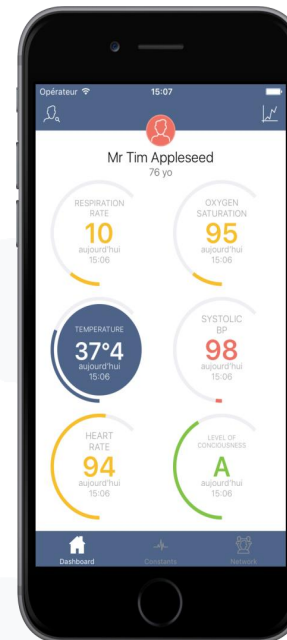 Opérateur
15:07
Mr Tim Appleseed
76 yo
RESPIRATION
RATE
10
aujourd'hui
15:06
OXYGEN
SATURATION
95
aujourd'hui
15:06
TEMPERATURE
37°4
aujourd'hui
15:06
SYSTOLIC
BP
98
aujourd'hui
15:06
HEART
RATE
94
aujourd'hui
15:06
LEVEL OF
CONCIOUSNESS
A
aujourd'hui
15:06
Dashboard
Constants
Network